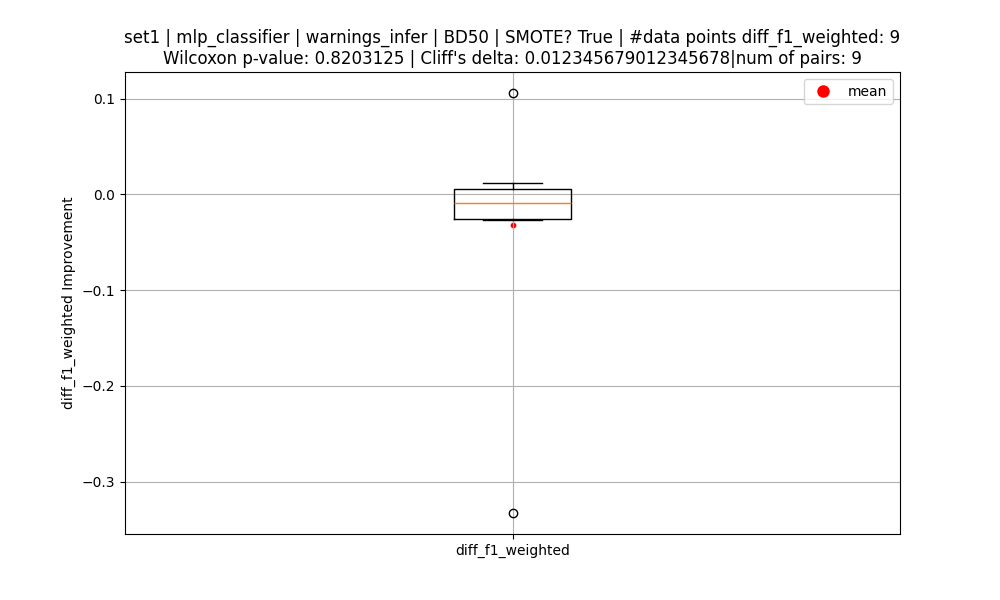 set1 | mlp_classifier | warnings_infer | BD50 | SMOTE? True | #data points diff_f1_weighted: 9
Wilcoxon p-value: 0.8203125 | Cliff's delta: 0.012345679012345678|num of pairs: 9
mean
0.1
0.0
−0.1
−0.2
−0.3
diff_f1_weighted Improvement
diff_f1_weighted